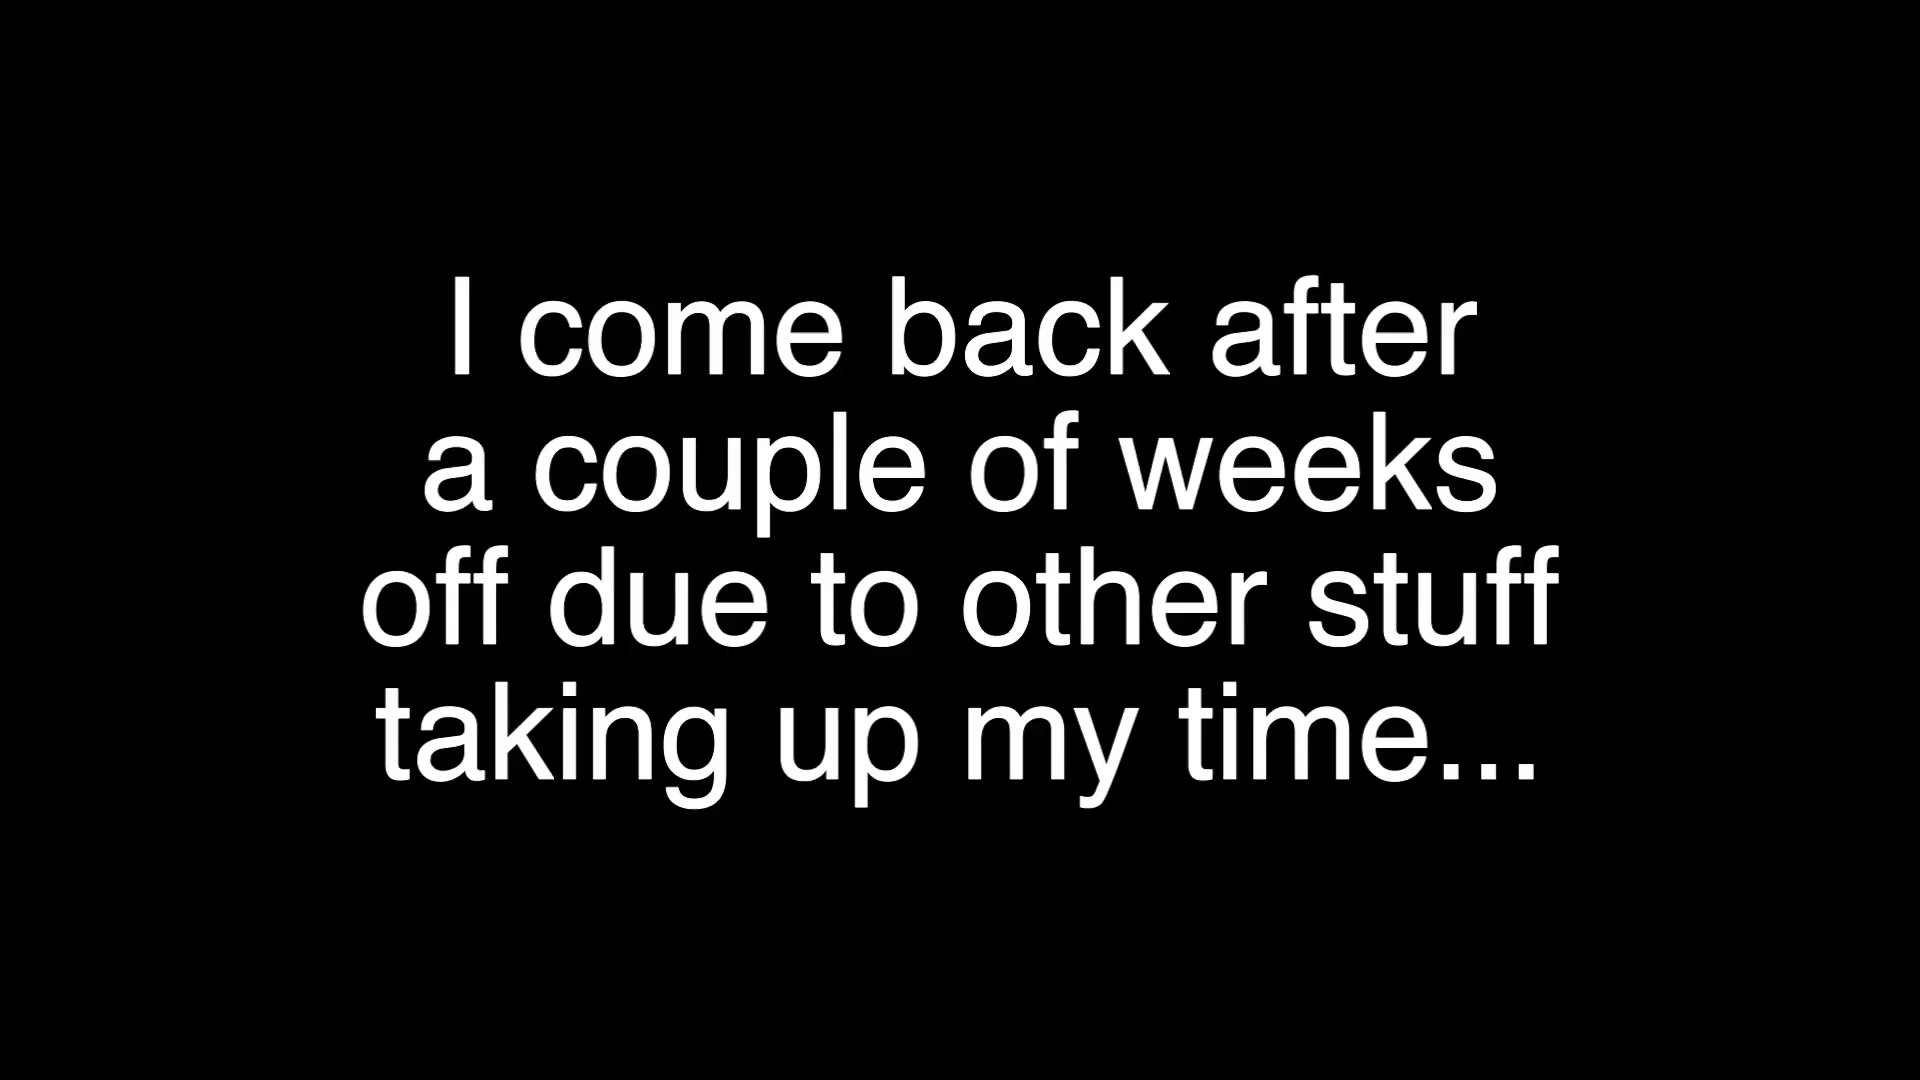 I come back after
a couple of weeks
off due to other stuff
taking up my time...